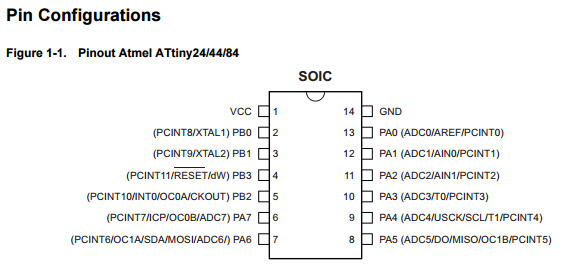 Pin Configurations
Figure 1-1. Pinout Atmel ATtiny24/44/84
SOIC
VCC 1 14 GND
(PCINT8/XTAL1) PB0 2 13 PA0 (ADC0/AREF/PCINT0)
(PCINT9/XTAL2) PB1 3 12 PA1 (ADC1/AIN0/PCINT1)
(PCINT11/RESET/dW) PB3 4 11 PA2 (ADC2/AIN1/PCINT2)
(PCINT10/INT0/OC0A/CKOUT) PB2 5 10 PA3 (ADC3/T0/PCINT3)
(PCINT7/ICP/OC0B/ADC7) PA7 6 9 PA4 (ADC4/USCK/SCL/T1/PCINT4)
(PCINT6/OC1A/SDA/MOSI/ADC6/) PA6 7 8 PA5 (ADC5/DO/MISO/OC1B/PCINT5)